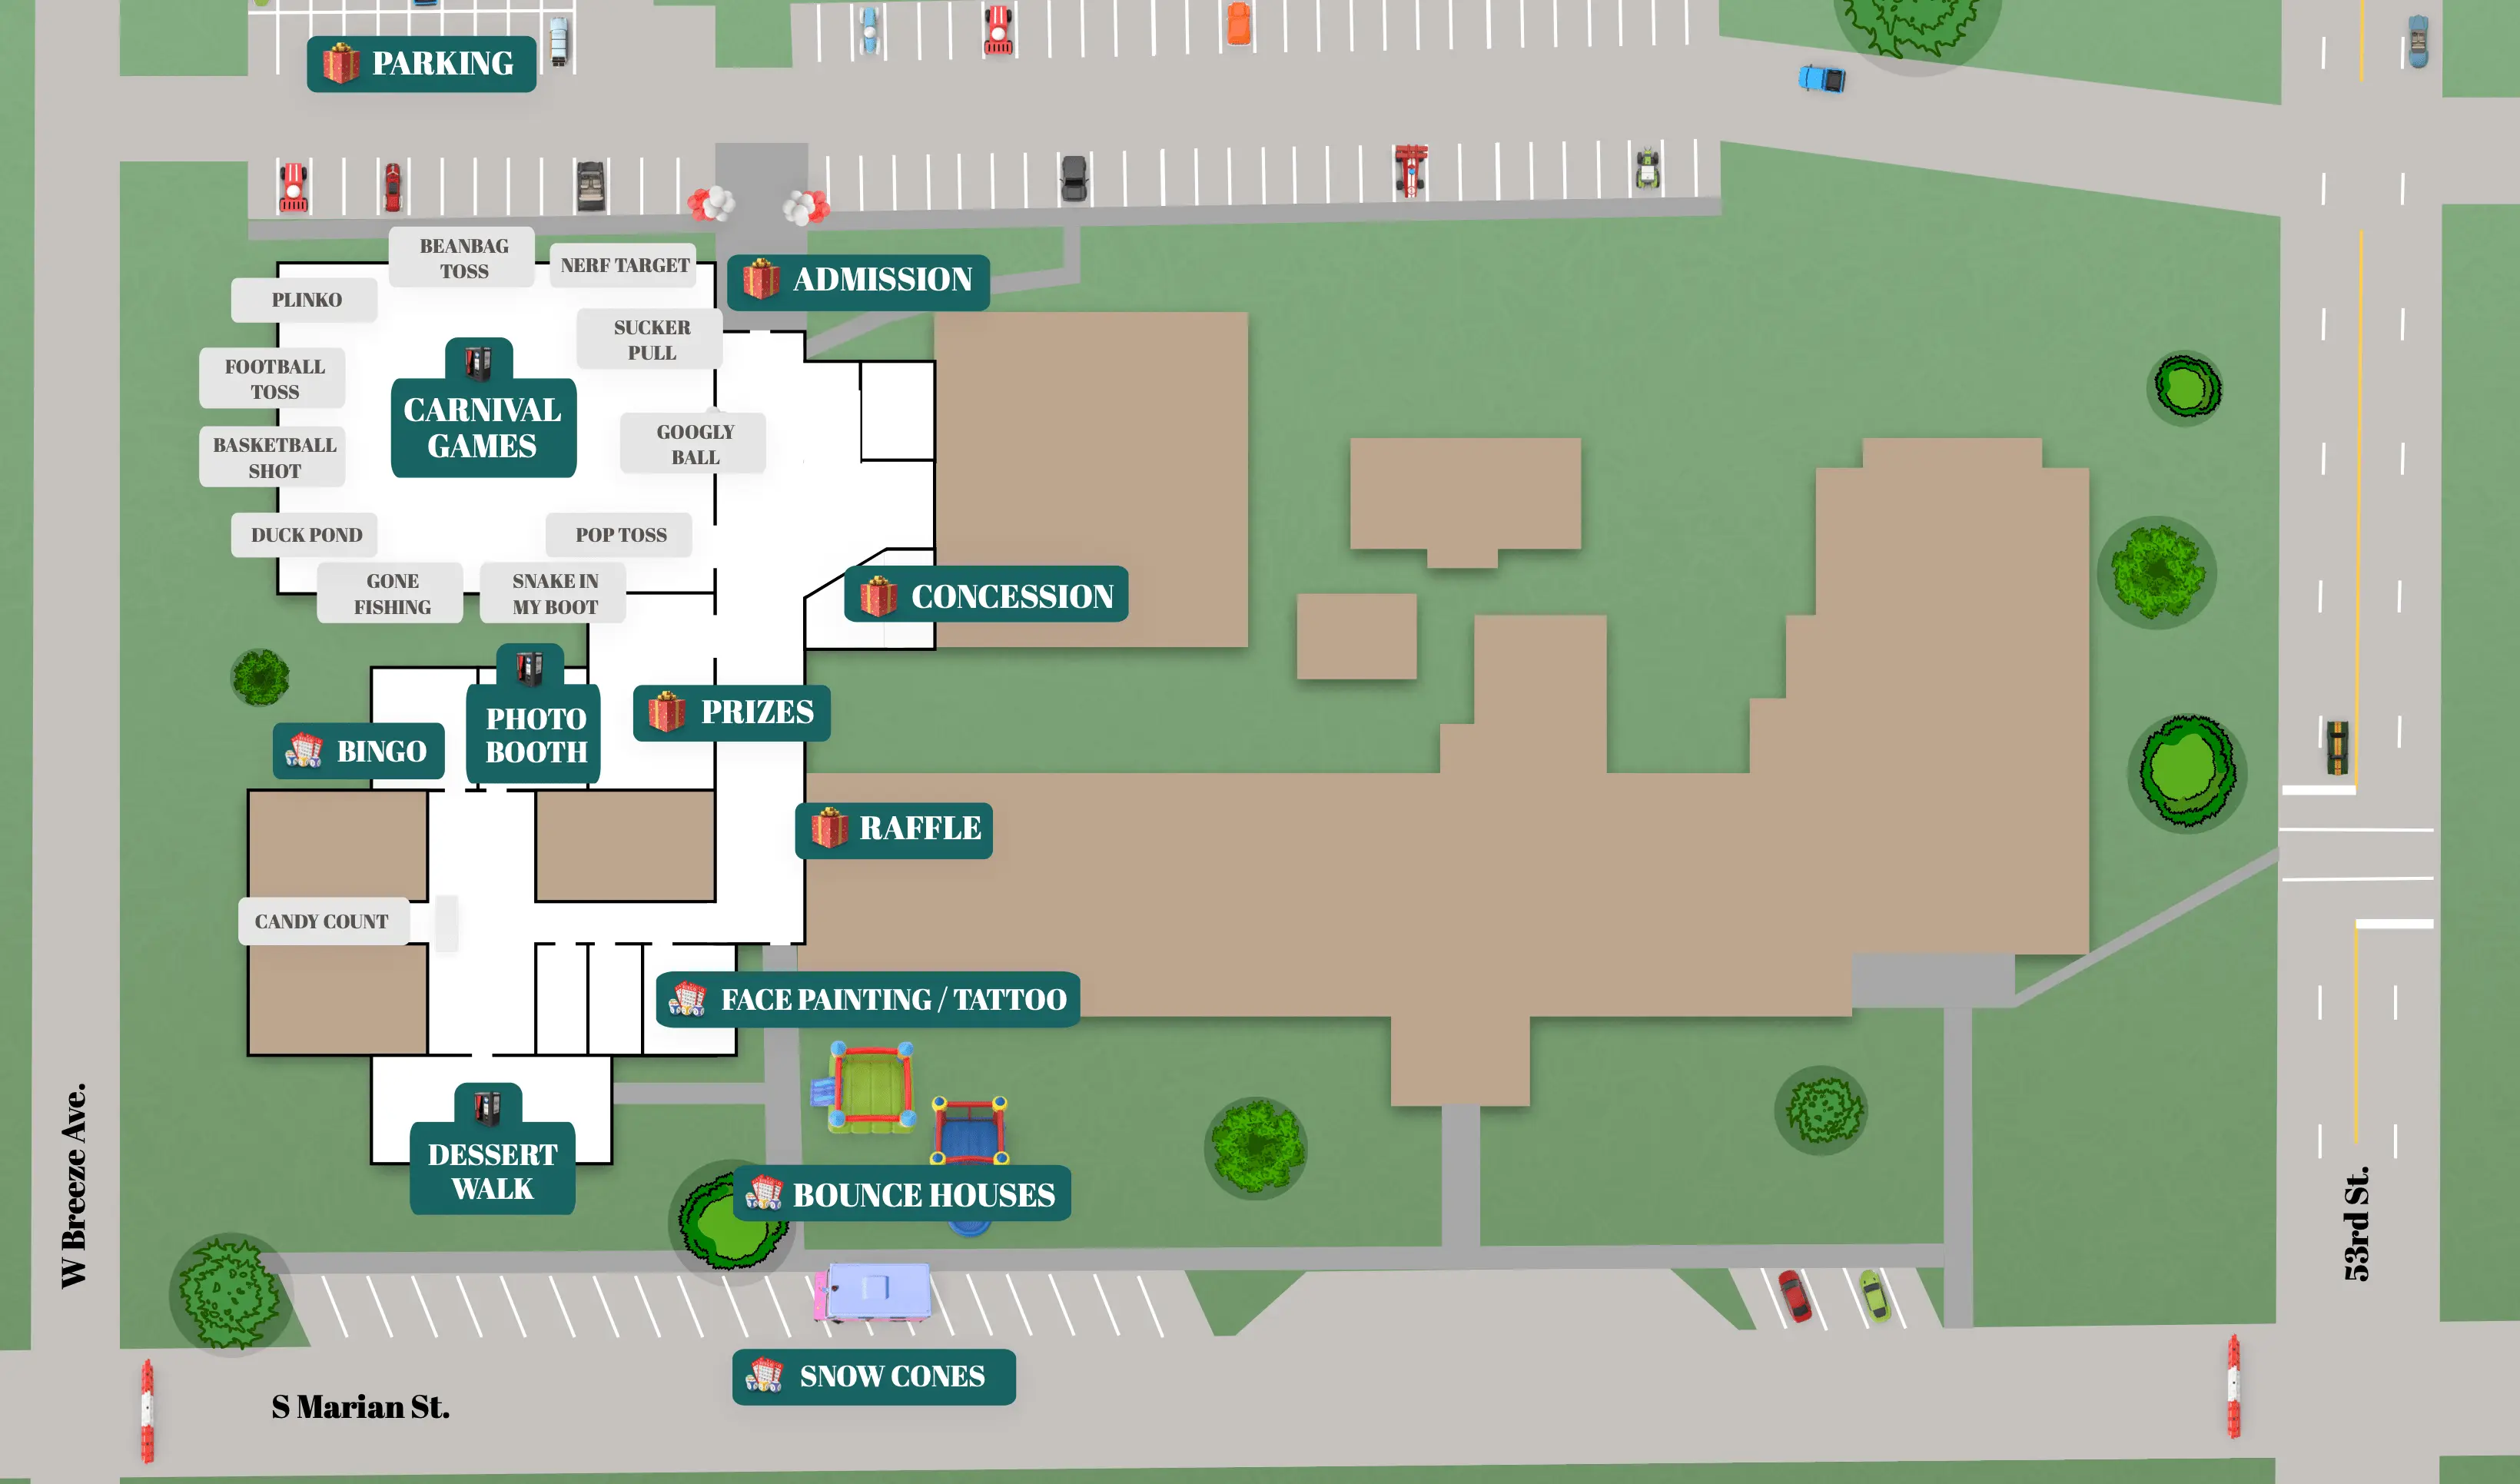 PARKING
BEANBAG
TOSS
NERF TARGET
ADMISSION
PLINKO
SUCKER
PULL
FOOTBALL
TOSS
CARNIVAL
GAMES
GOOGLY
BALL
BASKETBALL
SHOT
DUCK POND
POP TOSS
GONE
FISHING
SNAKE IN
MY BOOT
CONCESSION
PHOTO
BOOTH
PRIZES
BINGO
RAFFLE
CANDY COUNT
FACE PAINTING / TATTOO
DESSERT
WALK
BOUNCE HOUSES
W Breeze Ave.
53rd St.
SNOW CONES
S Marian St.